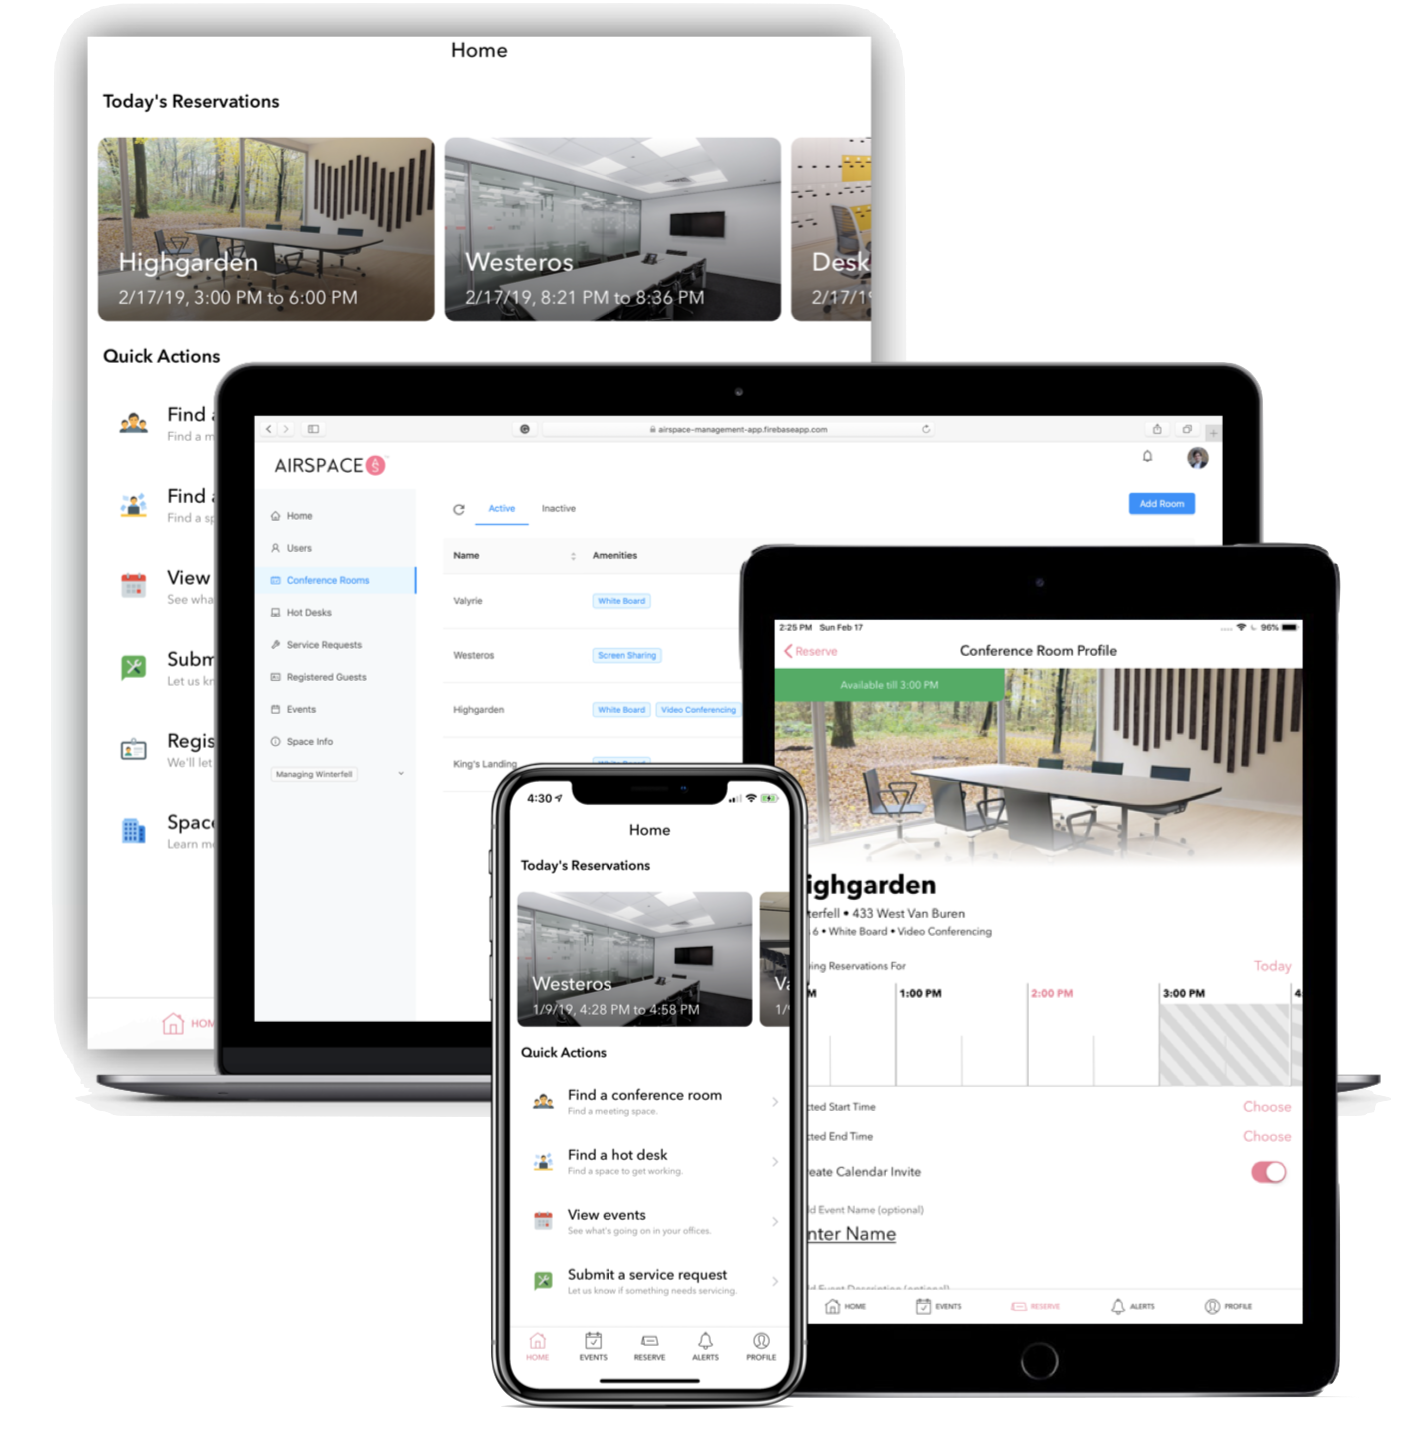 Home
Today's Reservations
Highgarden
2/17/19, 3:00 PM to 6:00 PM
Westeros
2/17/19, 8:21 PM to 8:36 PM
Desk
2/17/19
Quick Actions
Find
Find a
Find
Find a
View
See
Let us
We'll let
Learn
airspace-management-app.firebaseapp.com
AIRSPACE
Home
Users
Conference Rooms
Hot Desks
Service Requests
Registered Guests
Events
Space Info
Managing Winterfell
Active
Inactive
Add Room
Name
Amenities
Valyrie
White Board
Westeros
Screen Sharing
Highgarden
White Board
Video Conferencing
King's Landing
4:30
Home
Today's Reservations
Westeros
1/9/19, 4:28 PM to 4:58 PM
Quick Actions
Find a conference room
Find a meeting space.
Find a hot desk
Find a space to get working.
View events
See what's going on in your offices.
Submit a service request
Let us know if something needs servicing.
HOME
EVENTS
RESERVE
ALERTS
PROFILE
2:25 PM Sun Feb 17
96%
Reserve
Conference Room Profile
Available till 3:00 PM
ighgarden
terfell • 433 West Van Buren
6 • White Board • Video Conferencing
ing Reservations For
Today
M
1:00 PM
2:00 PM
3:00 PM
4:
ted Start Time
Choose
ted End Time
Choose
eate Calendar Invite
d Event Name (optional)
nter Name
HOME
EVENTS
RESERVE
ALERTS
PROFILE